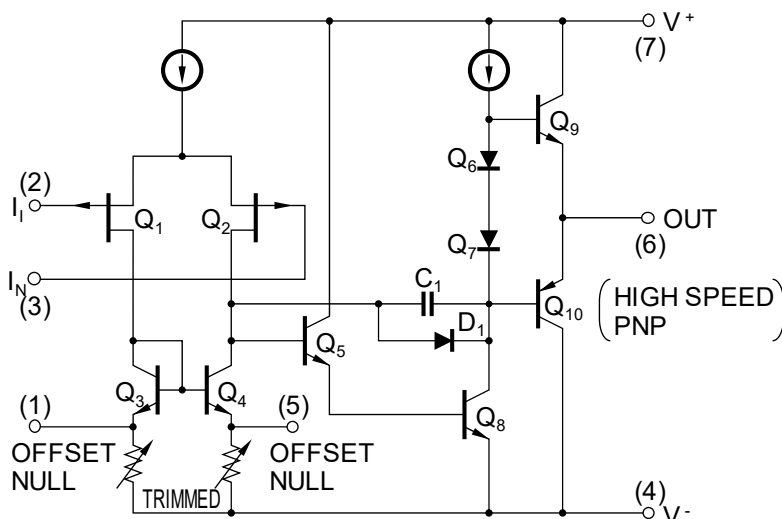 V+
(7)
Q9
Q6
(2)
II
Q1
Q2
OUT
(6)
Q7
IN
(3)
C1
Q10
(HIGH SPEED
PNP)
D1
Q5
Q3
Q4
(1)
(5)
Q8
OFFSET
NULL
OFFSET
NULL
TRIMMED
(4)
V-